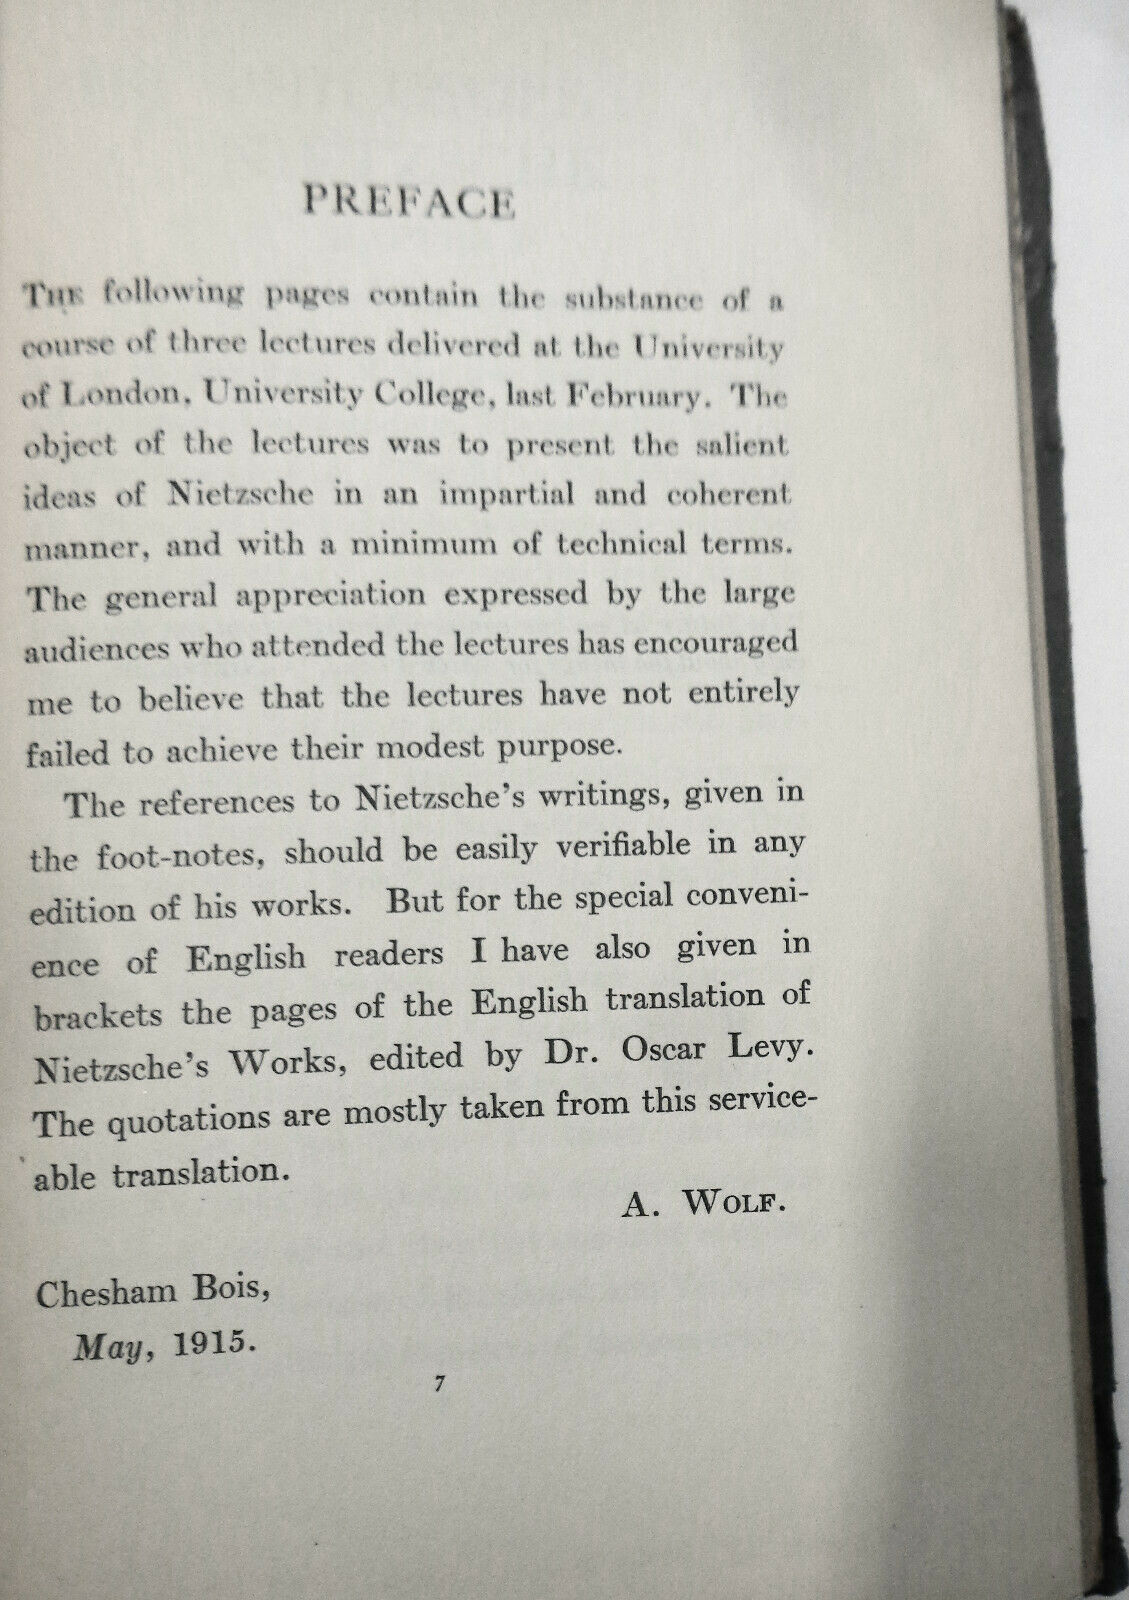 PREFACE
THE following pages contain the substance of a
course of three lectures delivered at the University
of London, University College, last February. The
object of the lectures was to present the salient
ideas of Nietzsche in an impartial and coherent
manner, and with a minimum of technical terms.
The general appreciation expressed by the large
audiences who attended the lectures has encouraged
me to believe that the lectures have not entirely
failed to achieve their modest purpose.
The references to Nietzsche's writings, given in
the foot-notes, should be easily verifiable in any
edition of his works. But for the special conveni-
ence of English readers I have also given in
brackets the pages of the English translation of
Nietzsche's Works, edited by Dr. Oscar Levy.
The quotations are mostly taken from this service-
able translation.
A. WOLF.
Chesham Bois,
May, 1915.
7